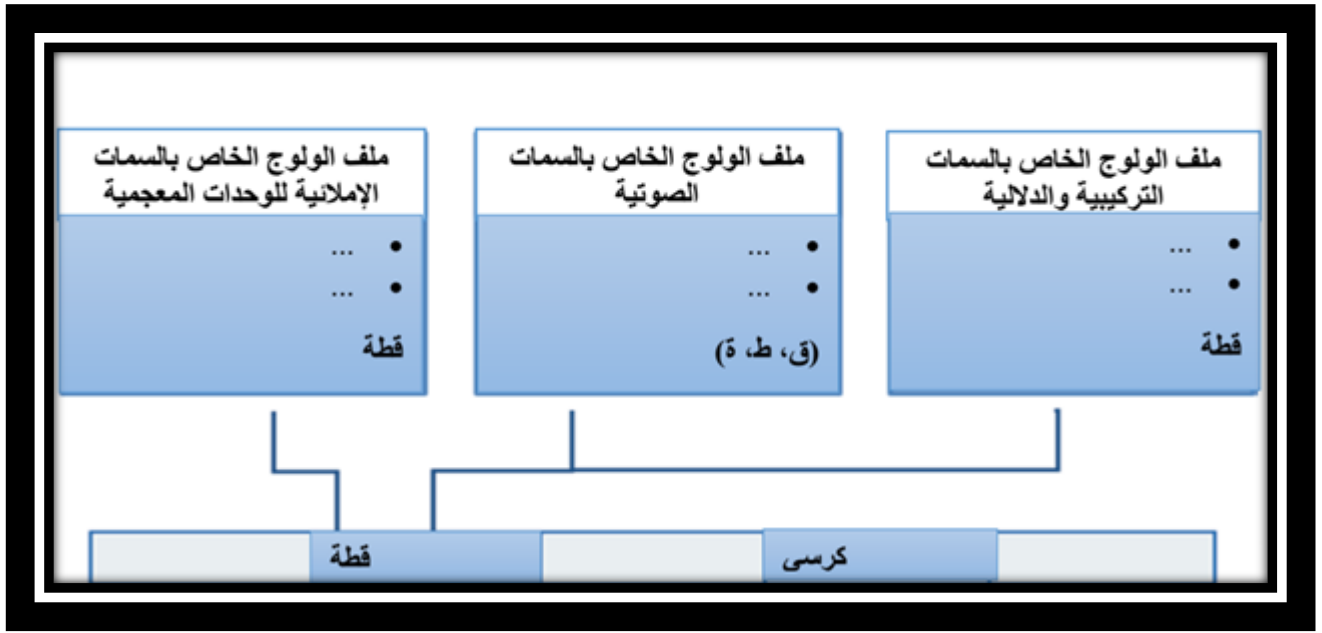 ملف الولوج الخاص بالسمات
التركيبية والدلالية
• ...
• ...
قطة
ملف الولوج الخاص بالسمات
الصوتية
• ...
• ...
(ق، ط، ة)
ملف الولوج الخاص بالسمات
الإملائية للوحدات المعجمية
• ...
• ...
قطة
كرسى
قطة